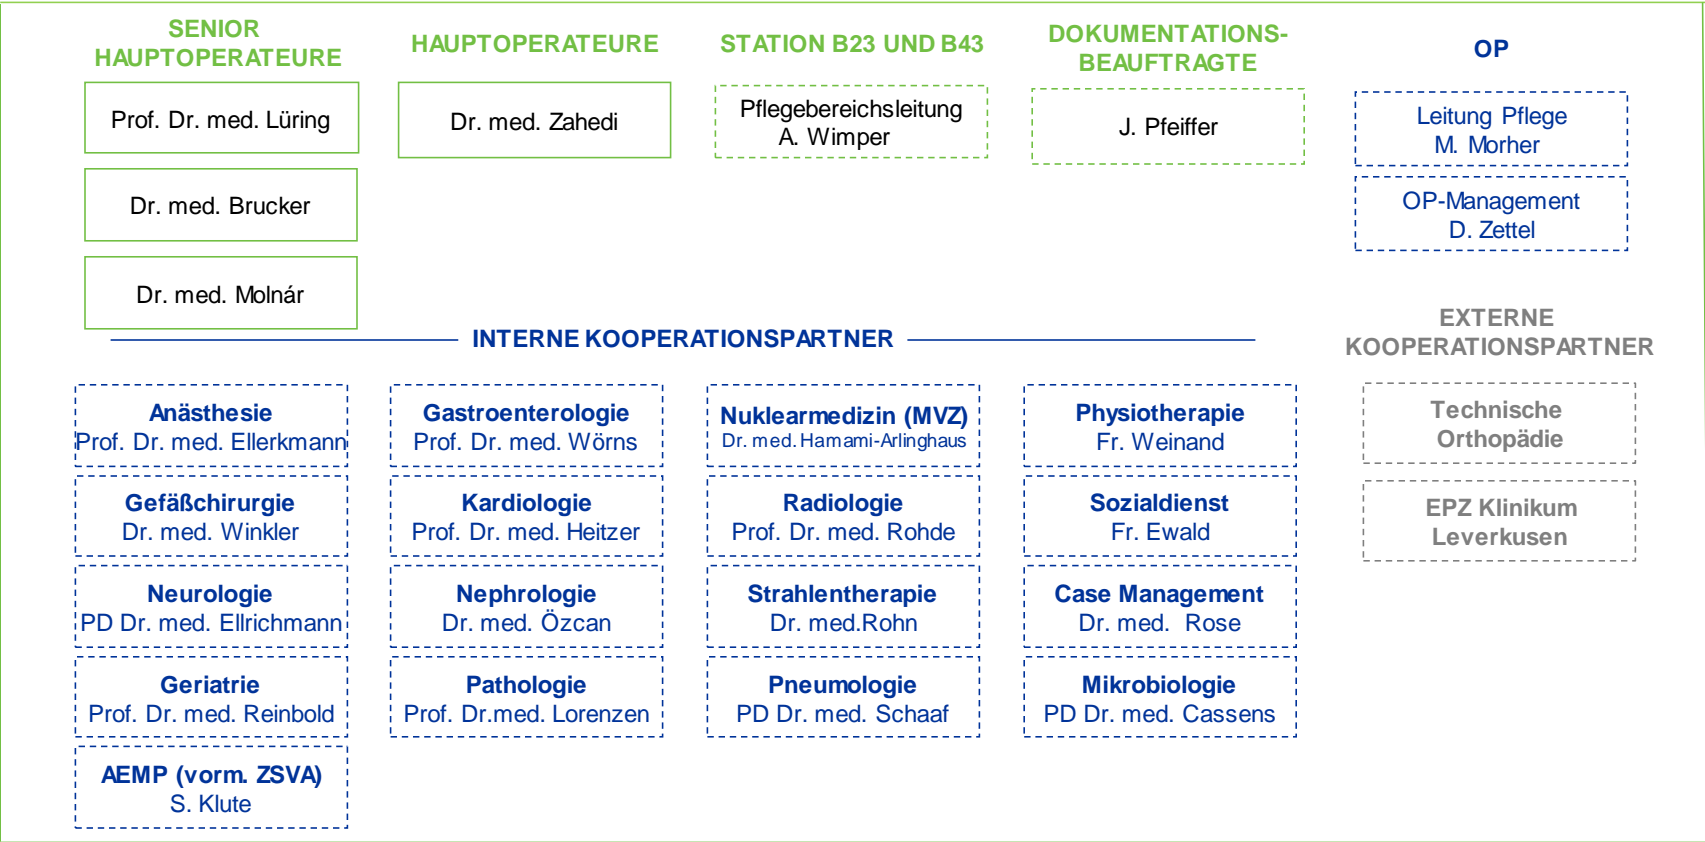 SENIOR
HAUPTOPERATEURE
Prof. Dr. med. Lüring
Dr. med. Brucker
Dr. med. Molnár
HAUPTOPERATEURE
Dr. med. Zahedi
STATION B23 UND B43
Pflegebereichsleitung
A. Wimper
DOKUMENTATIONS-
BEAUFTRAGTE
J. Pfeiffer
OP
Leitung Pflege
M. Morher
OP-Management
D. Zettel
INTERNE KOOPERATIONSPARTNER
Anästhesie
Prof. Dr. med. Ellerkmann
Gefäßchirurgie
Dr. med. Winkler
Neurologie
PD Dr. med. Ellrichmann
Geriatrie
Prof. Dr. med. Reinbold
AEMP (vorm. ZSVA)
S. Klute
Gastroenterologie
Prof. Dr. med. Wörns
Kardiologie
Prof. Dr. med. Heitzer
Nephrologie
Dr. med. Özcan
Pathologie
Prof. Dr.med. Lorenzen
Nuklearmedizin (MVZ)
Dr. med. Hamami-Arlinghaus
Radiologie
Prof. Dr. med. Rohde
Strahlentherapie
Dr. med.Rohn
Pneumologie
PD Dr. med. Schaaf
Physiotherapie
Fr. Weinand
Sozialdienst
Fr. Ewald
Case Management
Dr. med. Rose
Mikrobiologie
PD Dr. med. Cassens
EXTERNE
KOOPERATIONSPARTNER
Technische
Orthopädie
EPZ Klinikum
Leverkusen